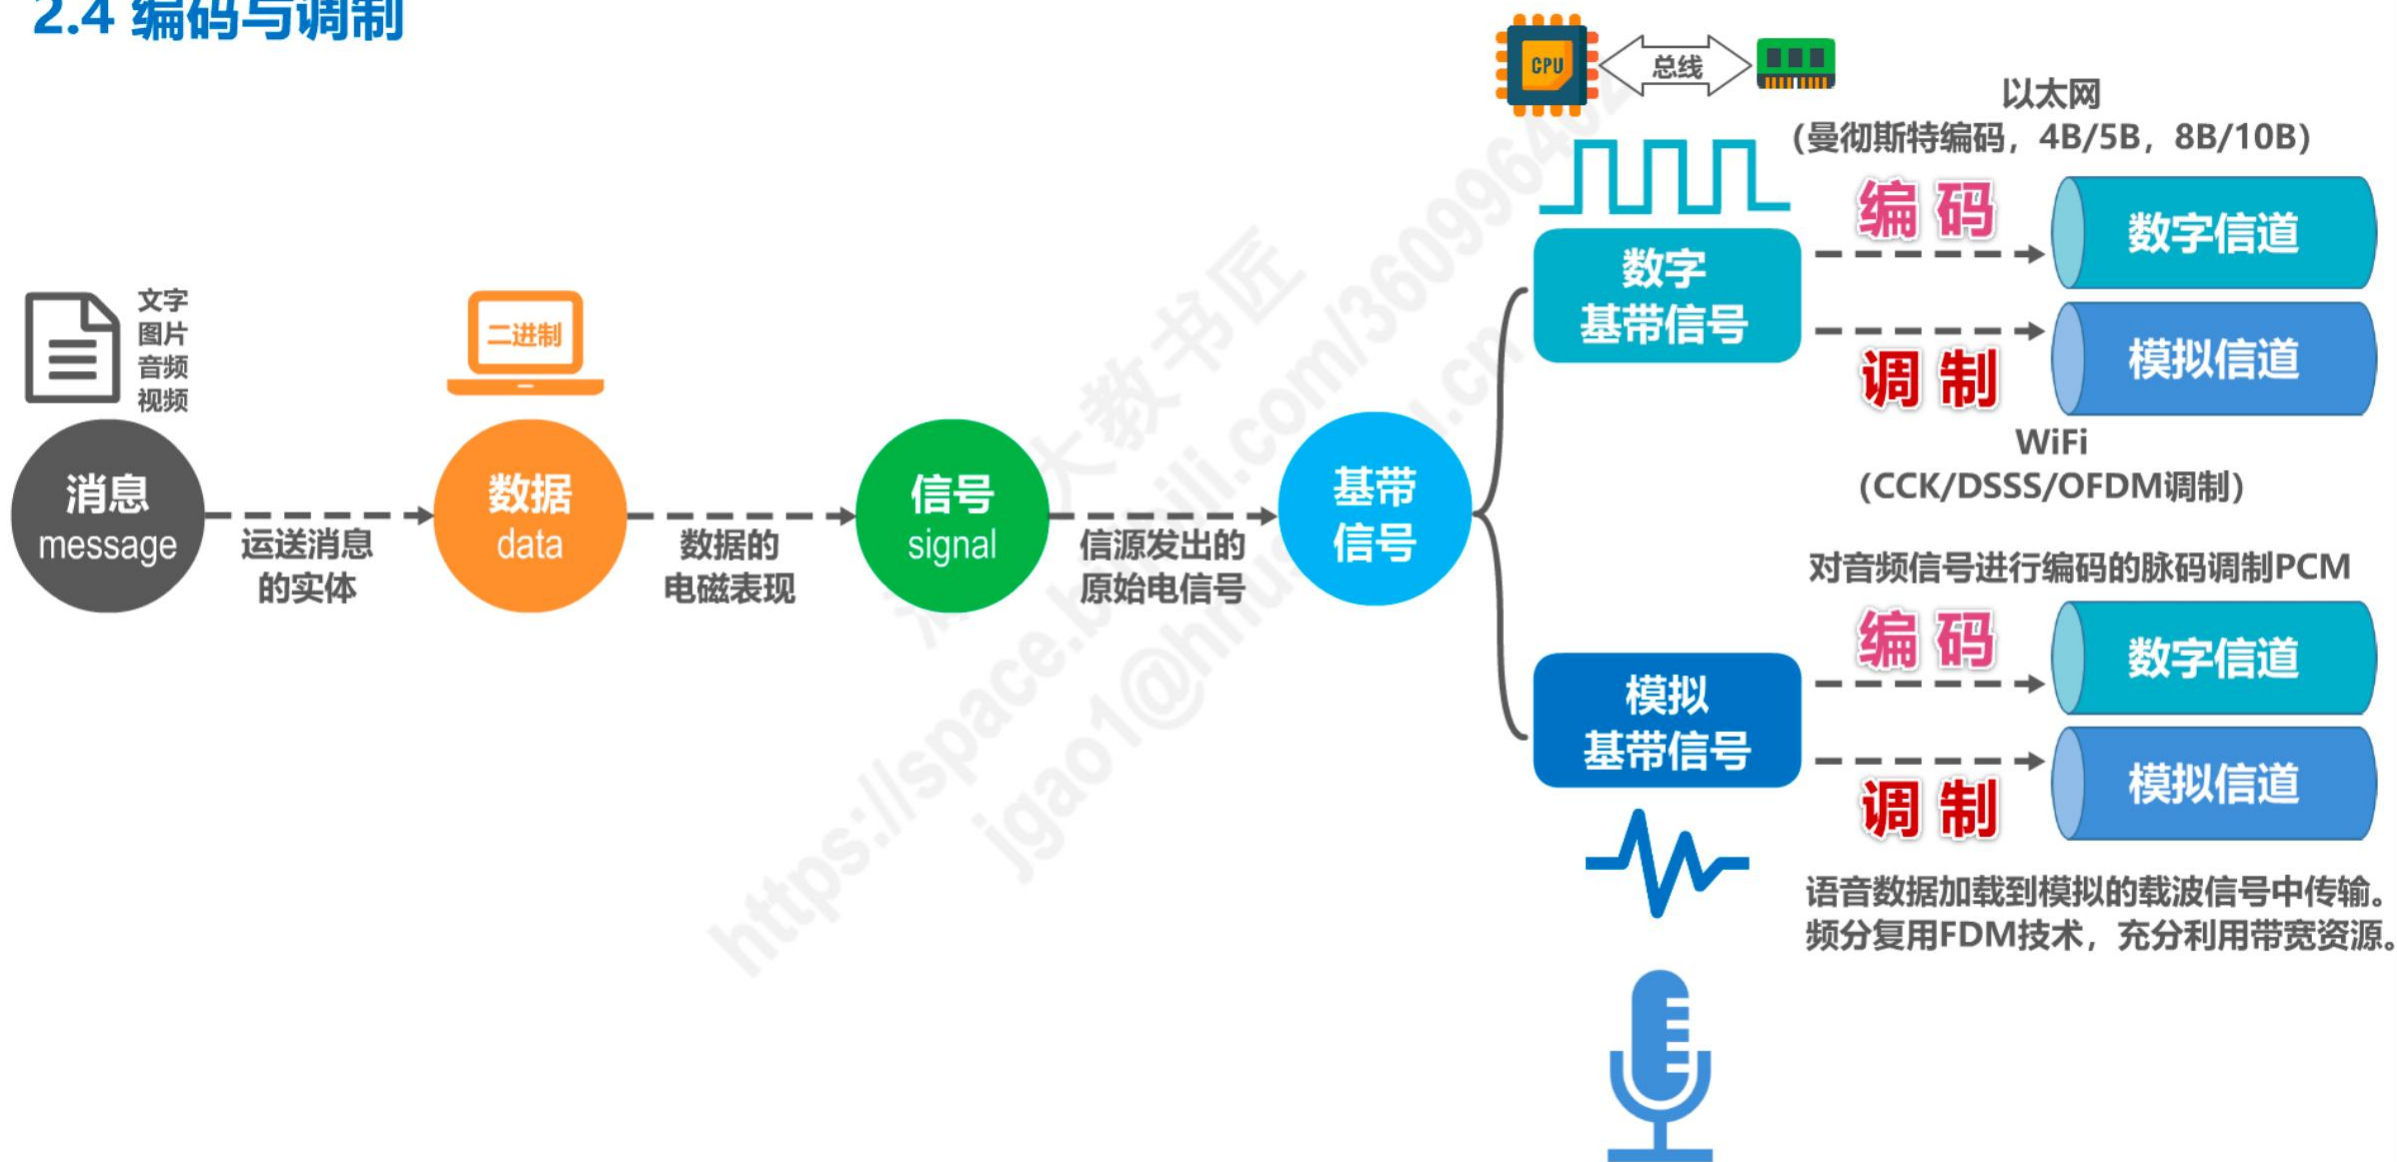 2.4 编码与调制
CPU
总线
以太网
(曼彻斯特编码，4B/5B，8B/10B)
编 码
数字信道
数字
基带信号
调 制
模拟信道
WiFi
(CCK/DSSS/OFDM调制)
文字
图片
音频
视频
二进制
消息
message
运送消息
的实体
数据
data
数据的
电磁表现
信号
signal
信源发出的
原始电信号
基带
信号
对音频信号进行编码的脉码调制PCM
编 码
数字信道
模拟
基带信号
调 制
模拟信道
语音数据加载到模拟的载波信号中传输。
频分复用FDM技术，充分利用带宽资源。